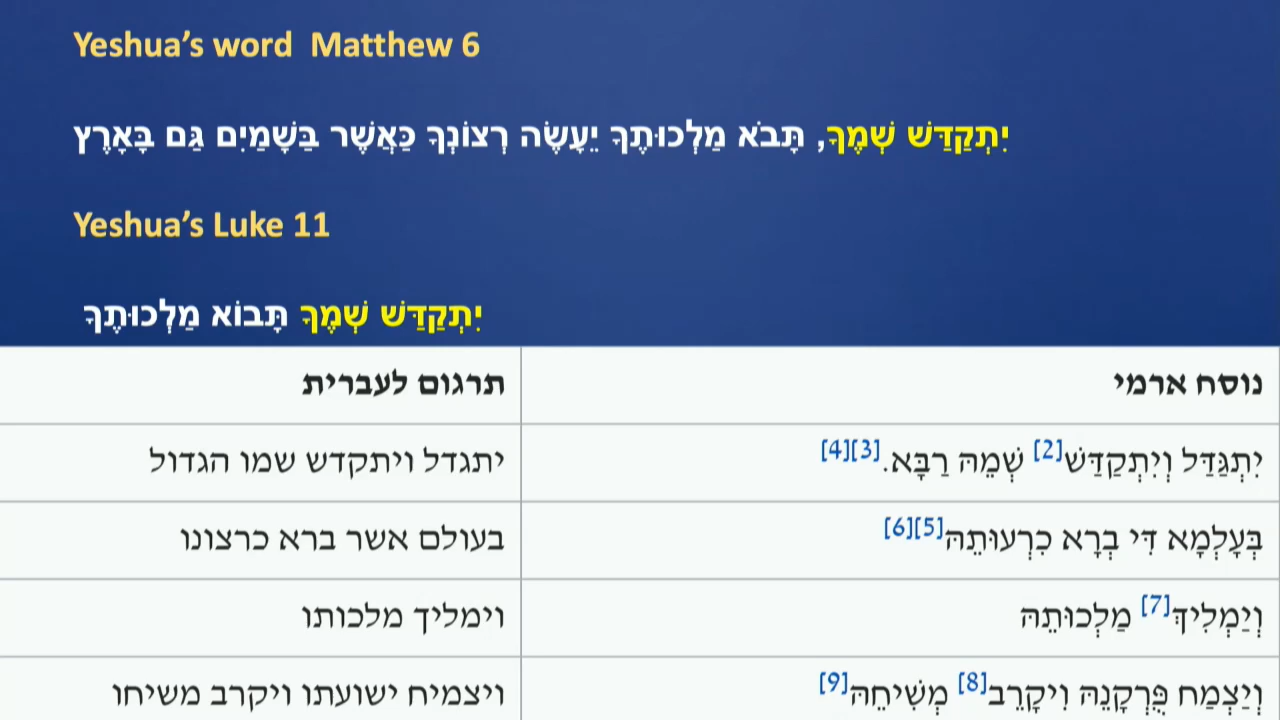 Yeshua’s word Matthew 6
יִתְקַדַּשׁ שְׁמֶךָ, תָּבֹא מַלְכוּתֶךָ יֵעָשֶׂה רְצוֹנְךָ כַּאֲשֶׁר בַּשָּׁמַיִם גַּם בָּאָרֶץ
Yeshua’s Luke 11
יִתְקַדַּשׁ שְׁמֶךָ תָּבוֹא מַלְכוּתֶךָ
נוסח ארמי תרגום לעברית
יִתְגַּדַּל וְיִתְקַדַּשׁ[2] שְׁמֵהּ רַבָּא.[3][4] יתגדל ויתקדש שמו הגדול
בְּעָלְמָא דִּי בְרָא כִרְעוּתֵהּ[5][6] בעולם אשר ברא כרצונו
וְיַמְלִיךְ[7] מַלְכוּתֵהּ וימליך מלכותו
וְיַצְמַח פֻּרְקָנֵהּ וִיקָרֵב[8] מְשִׁיחֵהּ[9] ויצמיח ישועתו ויקרב משיחו